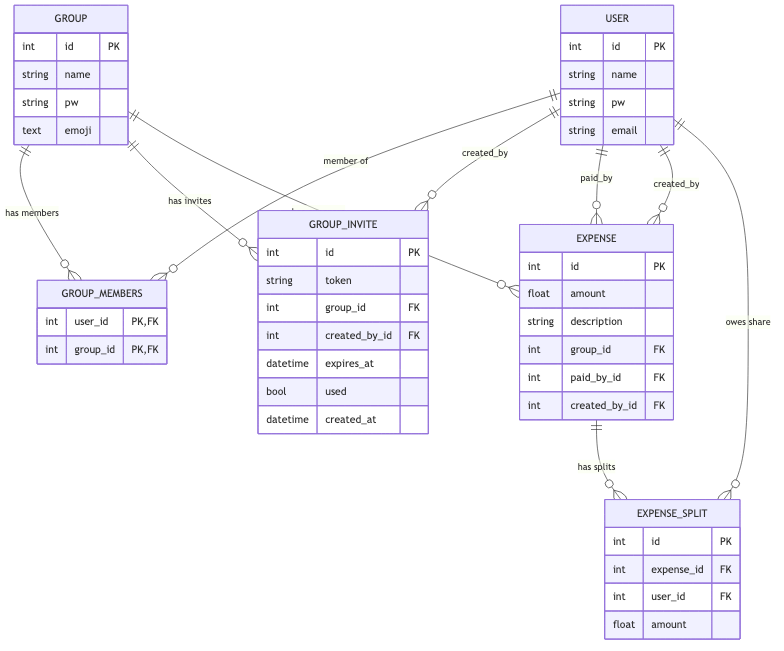 GROUP
int id PK
string name
string pw
text emoji
USER
int id PK
string name
string pw
string email
member of
created_by
paid_by
created_by
has invites
has members
GROUP_INVITE
int id PK
string token
int group_id FK
int created_by_id FK
datetime expires_at
bool used
datetime created_at
EXPENSE
int id PK
float amount
string description
int group_id FK
int paid_by_id FK
int created_by_id FK
GROUP_MEMBERS
int user_id PK,FK
int group_id PK,FK
owes share
has splits
EXPENSE_SPLIT
int id PK
int expense_id FK
int user_id FK
float amount